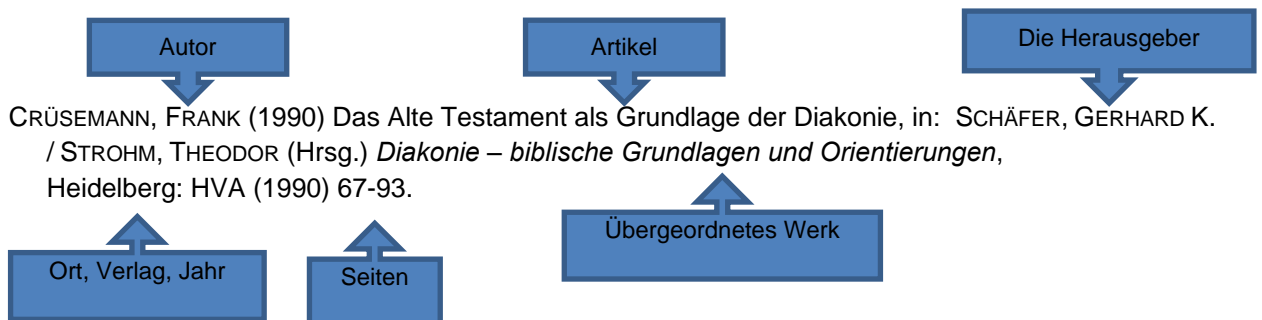 Autor
Artikel
Die Herausgeber
CRÜSEMANN, FRANK (1990) Das Alte Testament als Grundlage der Diakonie, in: SCHÄFER, GERHARD K.
/ STROHM, THEODOR (Hrsg.) Diakonie – biblische Grundlagen und Orientierungen,
Heidelberg: HVA (1990) 67-93.
Übergeordnetes Werk
Ort, Verlag, Jahr
Seiten